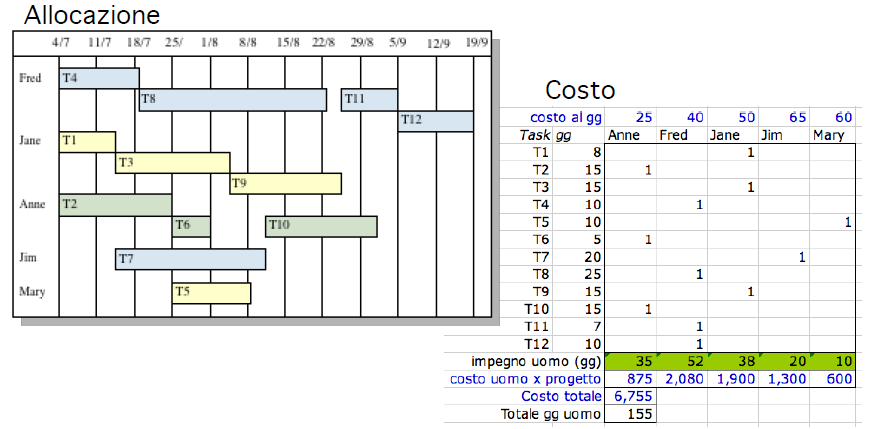 Allocazione
4/7 11/7 18/7 25/ 1/8 8/8 15/8 22/8 29/8 5/9 12/9 19/9
Fred T4
T8 T11
T12
Jane T1
T3
T9
Anne T2
T6 T10
Jim T7
Mary T5
Costo
costo al gg 25 40 50 65 60
Task gg Anne Fred Jane Jim Mary
T1 8 1
T2 15 1
T3 15 1
T4 10 1
T5 10 1
T6 5 1
T7 20 1
T8 25 1
T9 15 1
T10 15 1
T11 7 1
T12 10 1
impegno uomo (gg) 35 52 38 20 10
costo uomo x progetto 875 2,080 1,900 1,300 600
Costo totale 6,755
Totale gg uomo 155